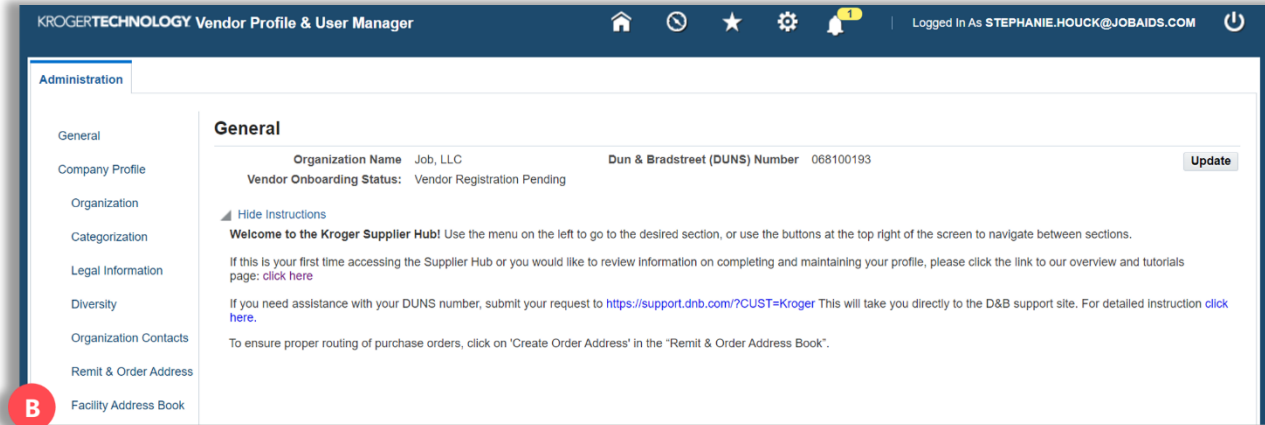 KROGERTECHNOLOGY. Vendor Profile & User Manager
1
Logged In As STEPHANIE.HOUCK@JOBAIDS.COM
Administration
General
Company Profile
Organization
Categorization
Legal Information
Diversity
Organization Contacts
Remit & Order Address
B
Facility Address Book
General
Organization Name Job, LLC
Dun & Bradstreet (DUNS) Number 068100193
Update
Vendor Onboarding Status: Vendor Registration Pending
Hide Instructions
Welcome to the Kroger Supplier Hub! Use the menu on the left to go to the desired section, or use the buttons at the top right of the screen to navigate between sections.
If this is your first time accessing the Supplier Hub or you would like to review information on completing and maintaining your profile, please click the link to our overview and tutorials
page: click here
If you need assistance with your DUNS number, submit your request to https://support.dnb.com/?CUST=Kroger This will take you directly to the D&B support site. For detailed instruction click
here.
To ensure proper routing of purchase orders, click on 'Create Order Address' in the “Remit & Order Address Book”.